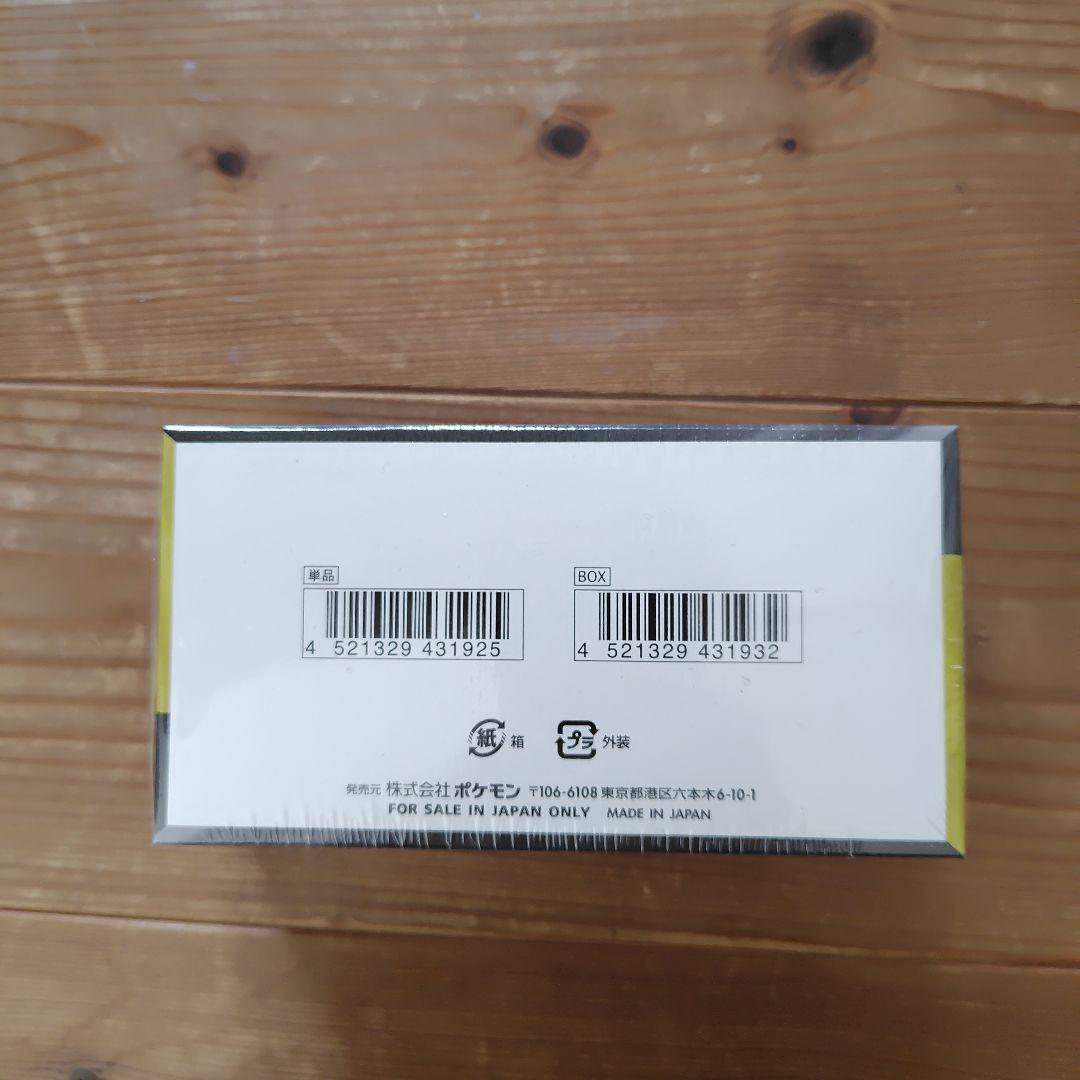 単品
4 521329 431925
BOX
4 521329 431932
紙 箱
プラ 外装
発売元 株式会社 ポケモン 〒106-6108 東京都港区六本木6-10-1
FOR SALE IN JAPAN ONLY MADE IN JAPAN